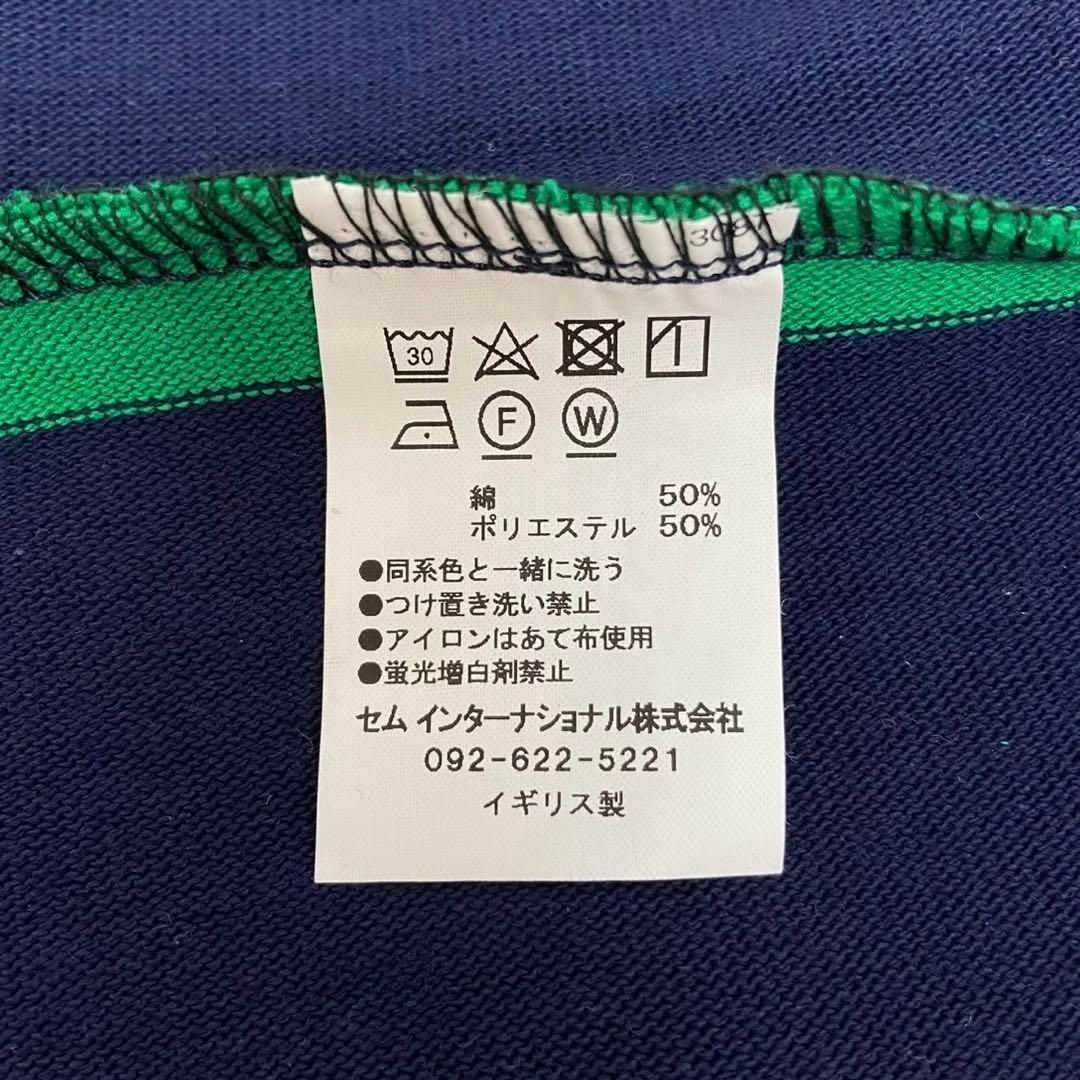 30
F W
綿 50%
ポリエステル 50%
●同系色と一緒に洗う
●つけ置き洗い禁止
●アイロンはあて布使用
●蛍光増白剤禁止
セム インターナショナル株式会社
092-622-5221
イギリス製